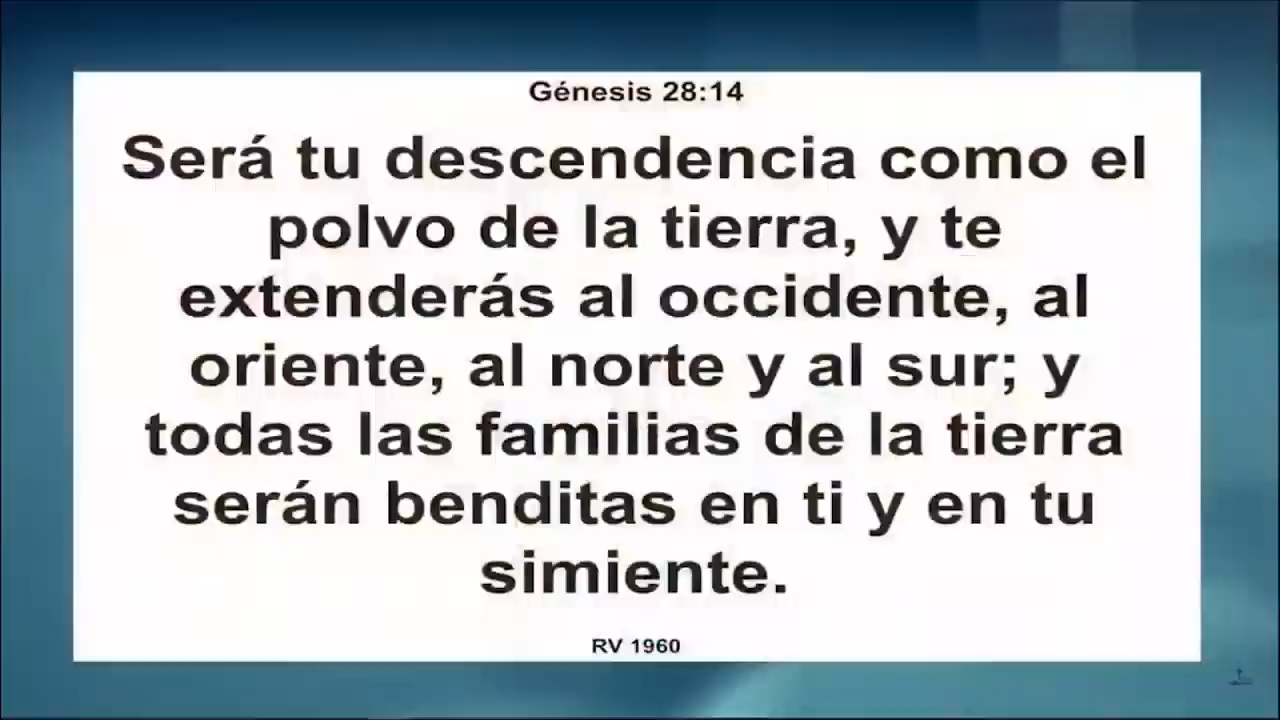 Génesis 28:14
Será tu descendencia como el
polvo de la tierra, y te
extenderás al occidente, al
oriente, al norte y al sur; y
todas las familias de la tierra
serán benditas en ti y en tu
simiente.
RV 1960